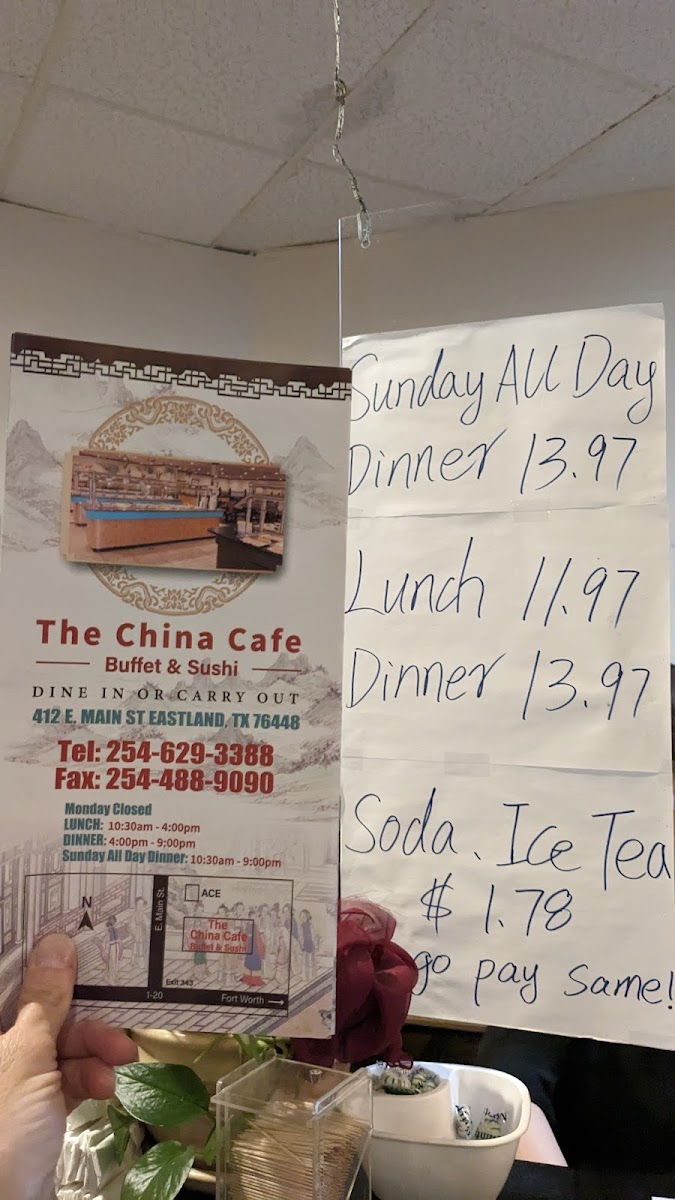 The China Cafe
Buffet & Sushi
DINE IN OR CARRY OUT
412 E. MAIN ST EASTLAND, TX 76448
Tel: 254-629-3388
Fax: 254-488-9090
Monday Closed
LUNCH: 10:30am - 4:00pm
DINNER: 4:00pm - 9:00pm
Sunday All Day Dinner: 10:30am - 9:00pm
N
E. Main St.
ACE
The
China Cafe
Buffet & Sushi
Exit 343
I-20
Fort Worth
Sunday All Day
Dinner 13.97
Lunch 11.97
Dinner 13.97
Soda、Ice Tea
$ 1.78
go pay same!